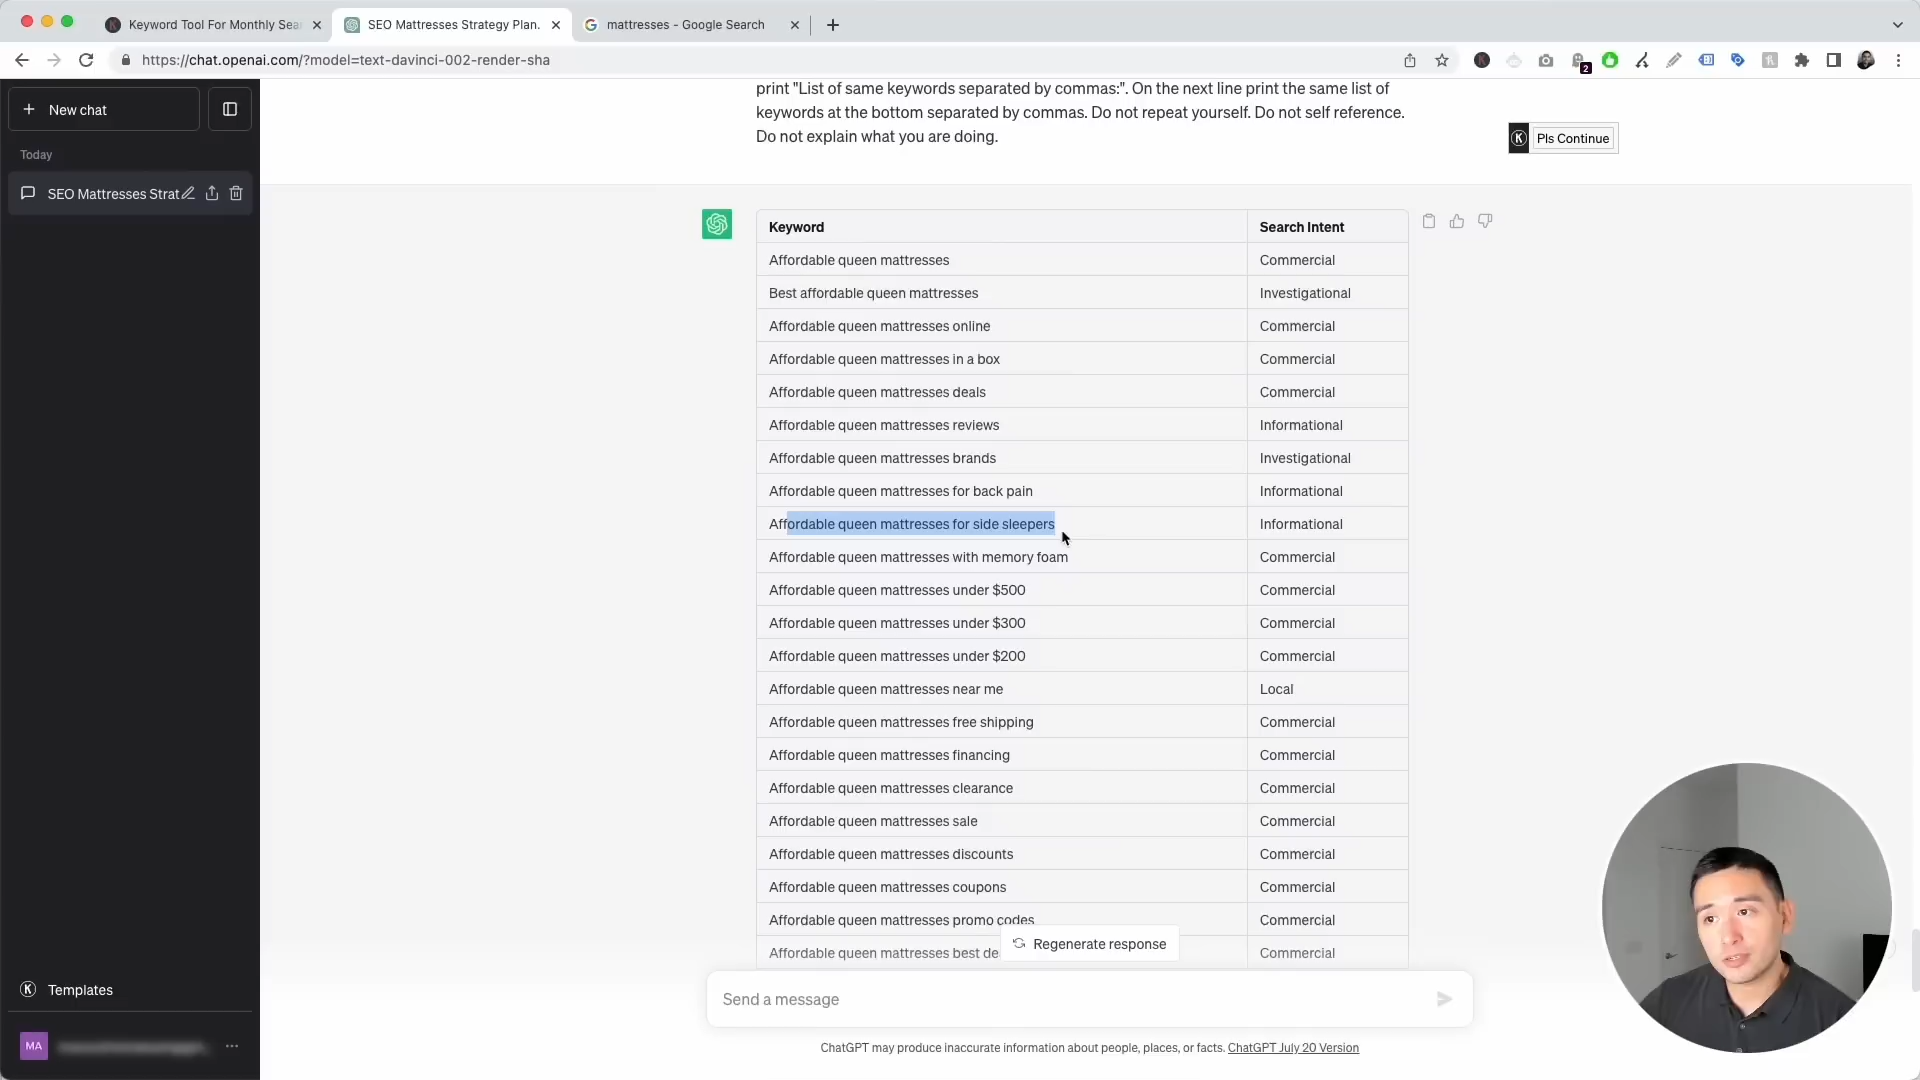 Keyword Tool For Monthly Sea
SEO Mattresses Strategy Plan.
mattresses - Google Search
https://chat.openai.com/?model=text-davinci-002-render-sha
2
New chat
Today
SEO Mattresses Strat
print "List of same keywords separated by commas:". On the next line print the same list of
keywords at the bottom separated by commas. Do not repeat yourself. Do not self reference.
Do not explain what you are doing.
K Pls Continue
Keyword Search Intent
Affordable queen mattresses Commercial
Best affordable queen mattresses Investigational
Affordable queen mattresses online Commercial
Affordable queen mattresses in a box Commercial
Affordable queen mattresses deals Commercial
Affordable queen mattresses reviews Informational
Affordable queen mattresses brands Investigational
Affordable queen mattresses for back pain Informational
Affordable queen mattresses for side sleepers Informational
Affordable queen mattresses with memory foam Commercial
Affordable queen mattresses under $500 Commercial
Affordable queen mattresses under $300 Commercial
Affordable queen mattresses under $200 Commercial
Affordable queen mattresses near me Local
Affordable queen mattresses free shipping Commercial
Affordable queen mattresses financing Commercial
Affordable queen mattresses clearance Commercial
Affordable queen mattresses sale Commercial
Affordable queen mattresses discounts Commercial
Affordable queen mattresses coupons Commercial
Affordable queen mattresses promo codes Commercial
Affordable queen mattresses best de Commercial
Regenerate response
K Templates
Send a message
MA
ChatGPT may produce inaccurate information about people, places, or facts. ChatGPT July 20 Version